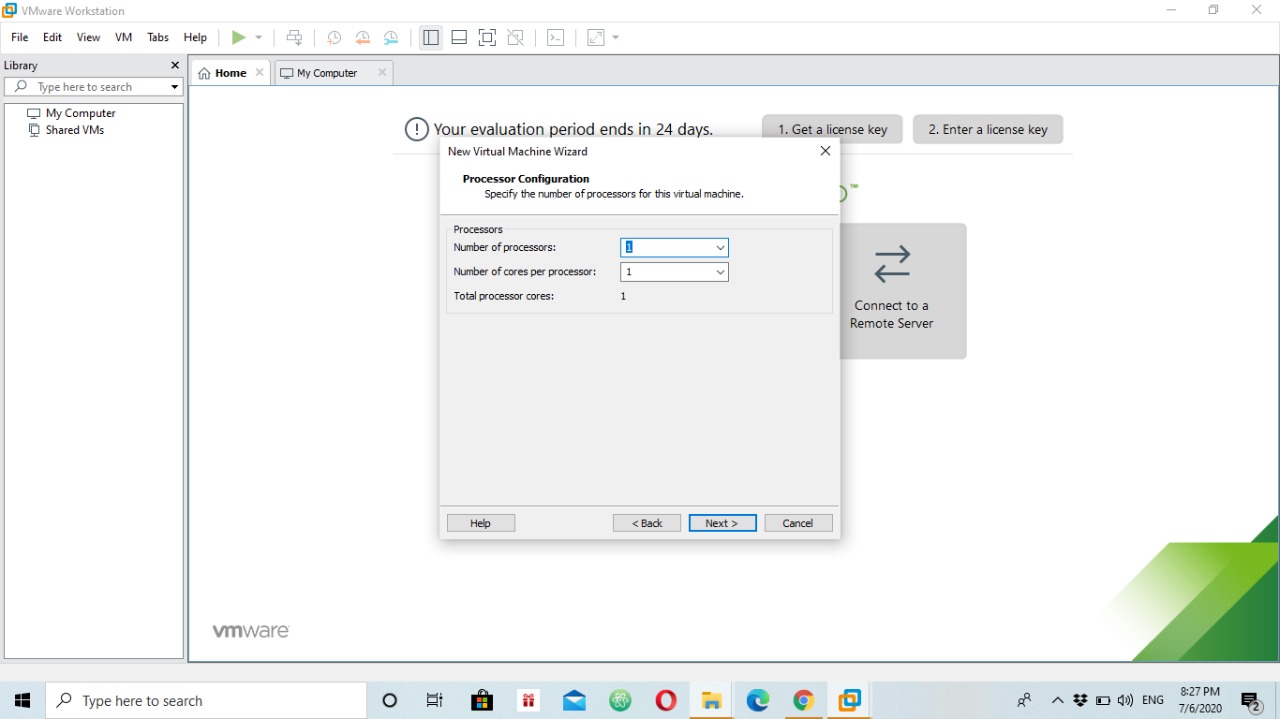 VMware Workstation
File Edit View VM Tabs Help
Library
Type here to search
My Computer
Shared VMs
Home
My Computer
Your evaluation period ends in 24 days.
1. Get a license key
2. Enter a license key
™
New Virtual Machine Wizard
Processor Configuration
Specify the number of processors for this virtual machine.
Processors
Number of processors: 1
Number of cores per processor: 1
Total processor cores: 1
Connect to a
Remote Server
Help
< Back
Next >
Cancel
vmware
Type here to search
ENG
8:27 PM
7/6/2020
2